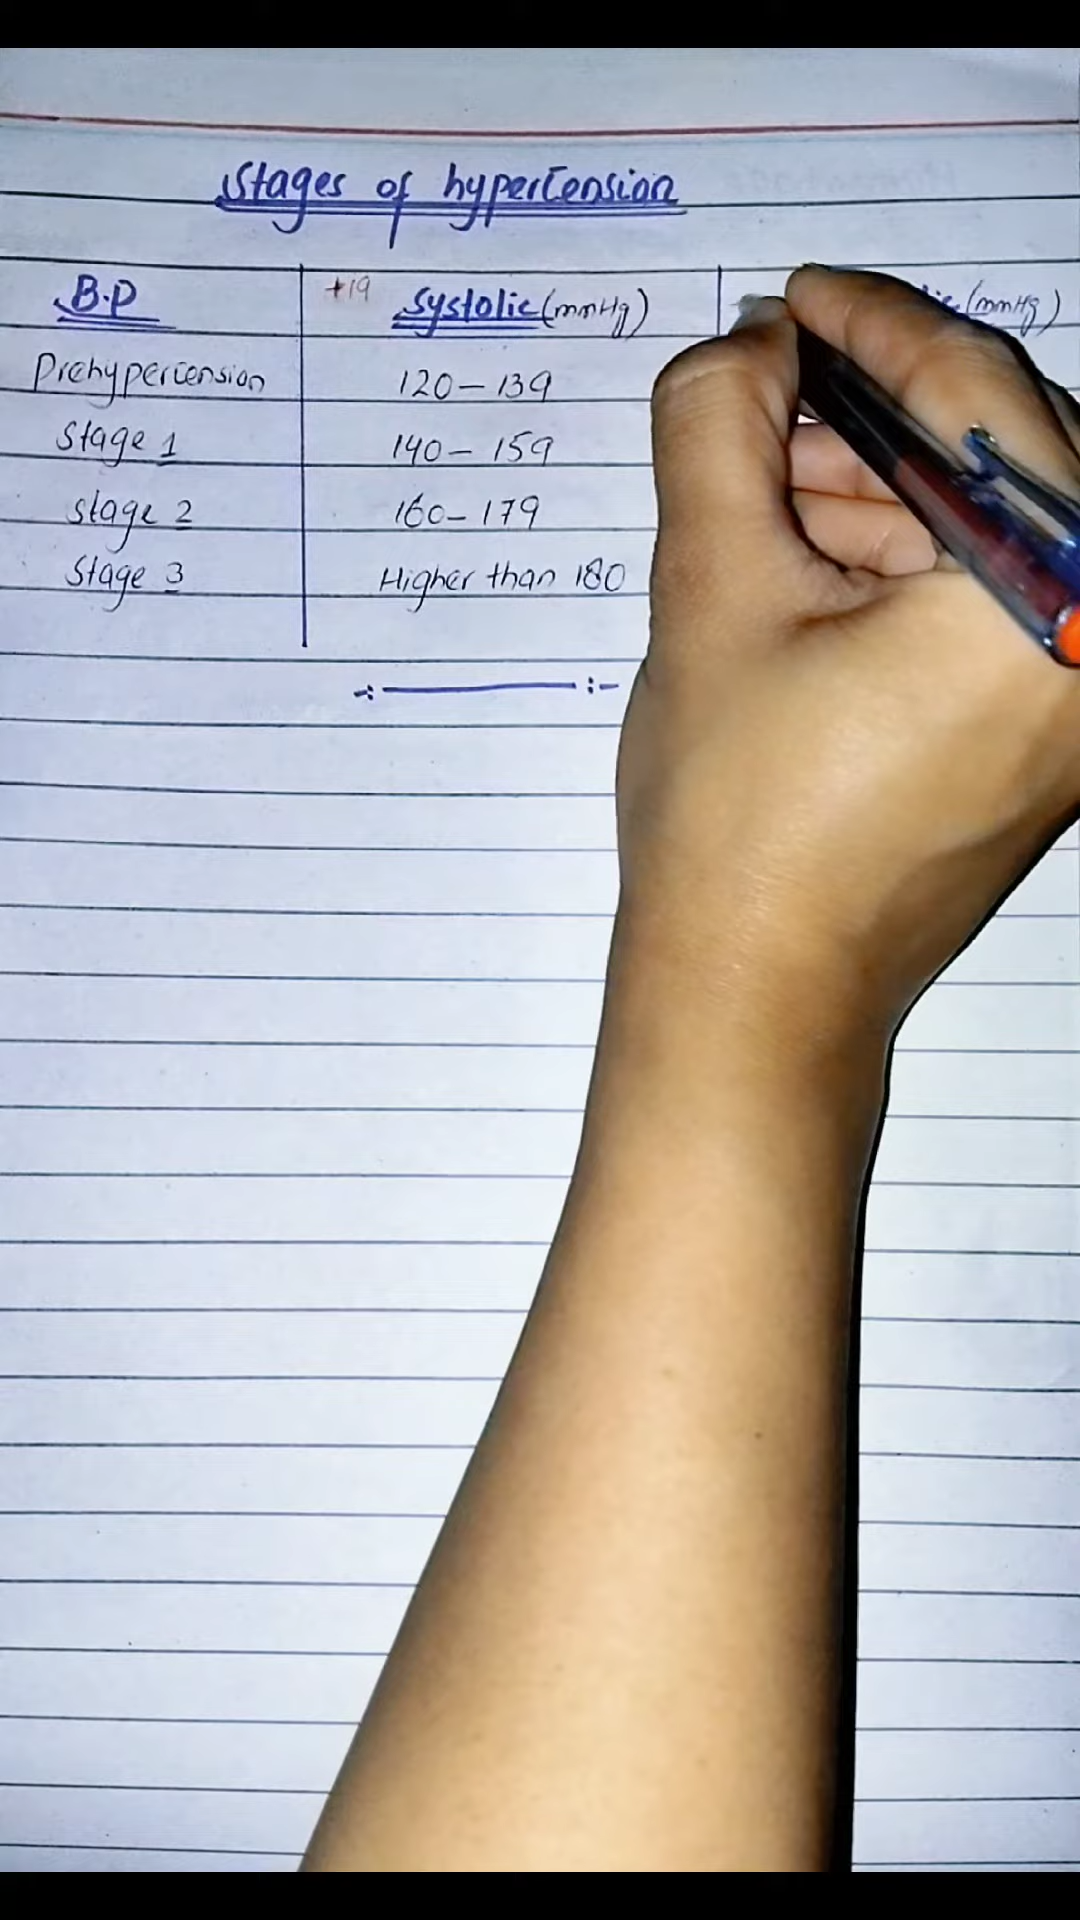 Stages of hypertension
B.P +19 Systolic (mmHg) (mmHg)
Prehypertension 120 – 139
Stage 1 140 – 159
Stage 2 160 – 179
Stage 3 Higher than 180